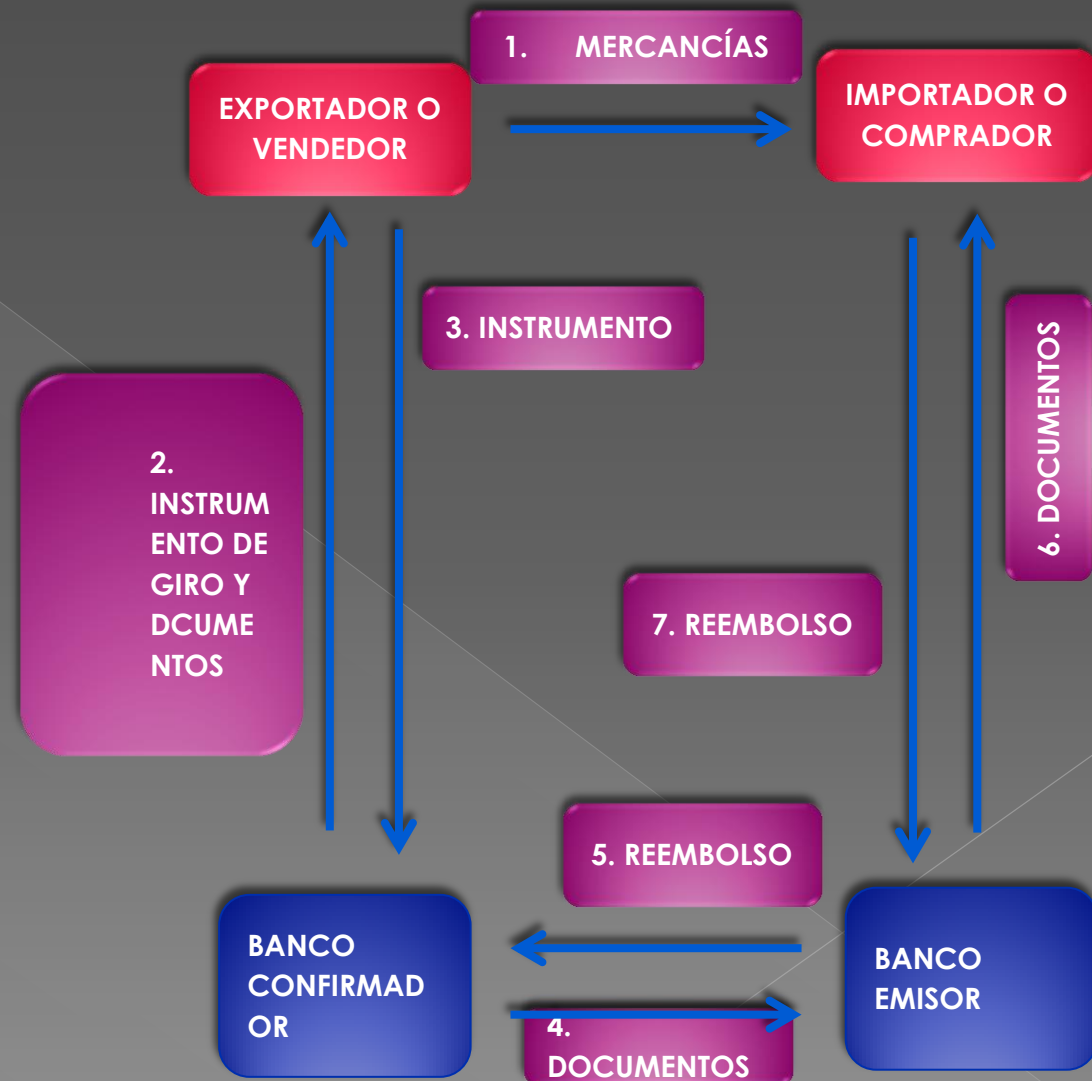 1. MERCANCÍAS
EXPORTADOR O
VENDEDOR
IMPORTADOR O
COMPRADOR
3. INSTRUMENTO
6. DOCUMENTOS
2.
INSTRUM
ENTO DE
GIRO Y
DCUME
NTOS
7. REEMBOLSO
5. REEMBOLSO
BANCO
CONFIRMAD
OR
BANCO
EMISOR
4.
DOCUMENTOS